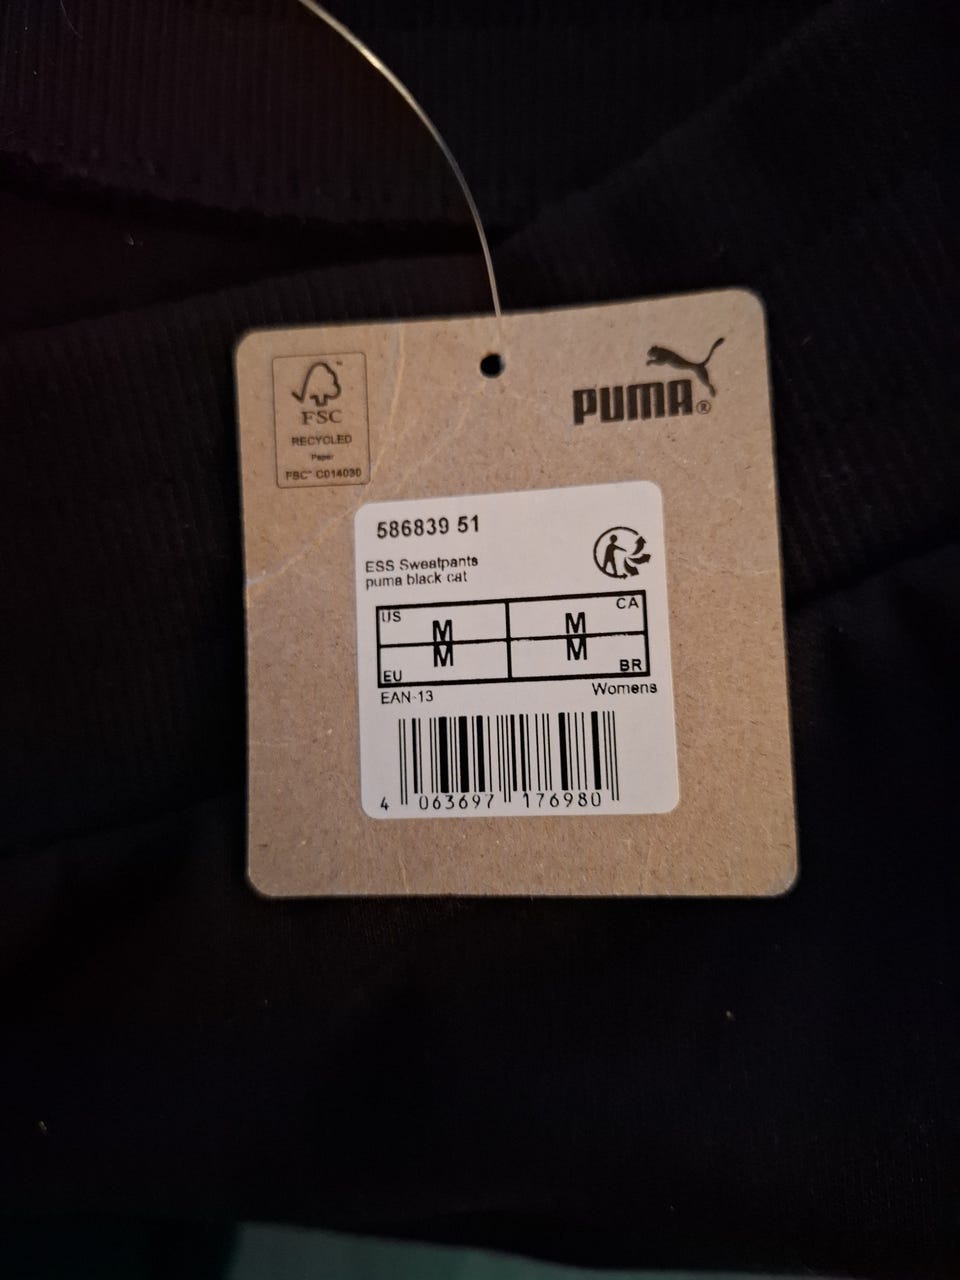 FSC
RECYCLED
Paper
FSC® C014030
PUMA®
586839 51
ESS Sweatpants
puma black cat
US M
M CA
EU M
M BR
EAN-13 Womens
4 063697 176980